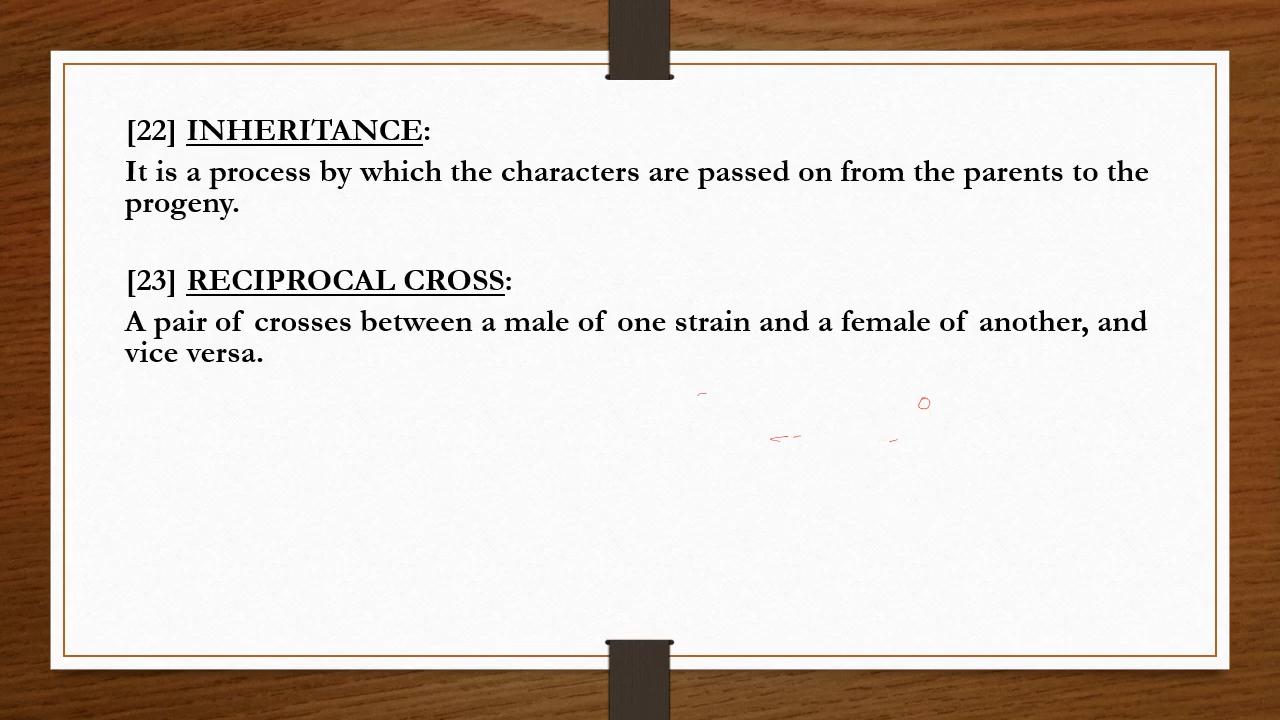 [22] INHERITANCE:
It is a process by which the characters are passed on from the parents to the
progeny.
[23] RECIPROCAL CROSS:
A pair of crosses between a male of one strain and a female of another, and
vice versa.